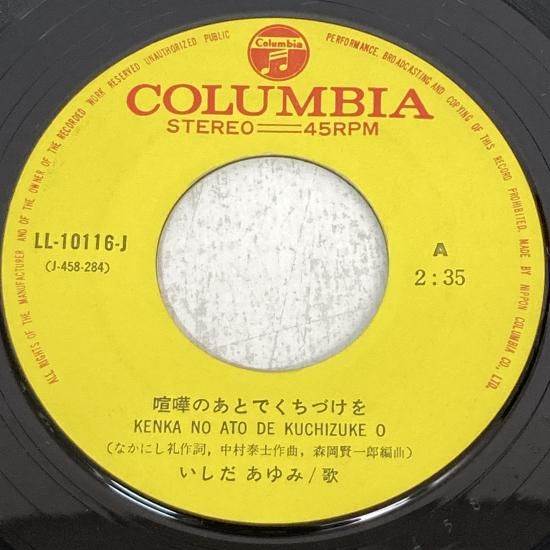 ALL RIGHTS OF THE MANUFACTURER AND OF THE OWNER OF THE RECORDED WORK RESERVED UNAUTHORIZED PUBLIC PERFORMANCE, BROADCASTING AND COPYING OF THIS RECORD PROHIBITED, MADE BY NIPPON COLUMBIA CO., LTD.
Columbia
COLUMBIA
STEREO 45RPM
LL-10116-J
(J-458-284)
A
2:35
喧嘩のあとでくちづけを
KENKA NO ATO DE KUCHIZUKE O
(なかにし礼作詞, 中村泰士作曲, 森岡賢一郎編曲)
いしだ あゆみ/歌